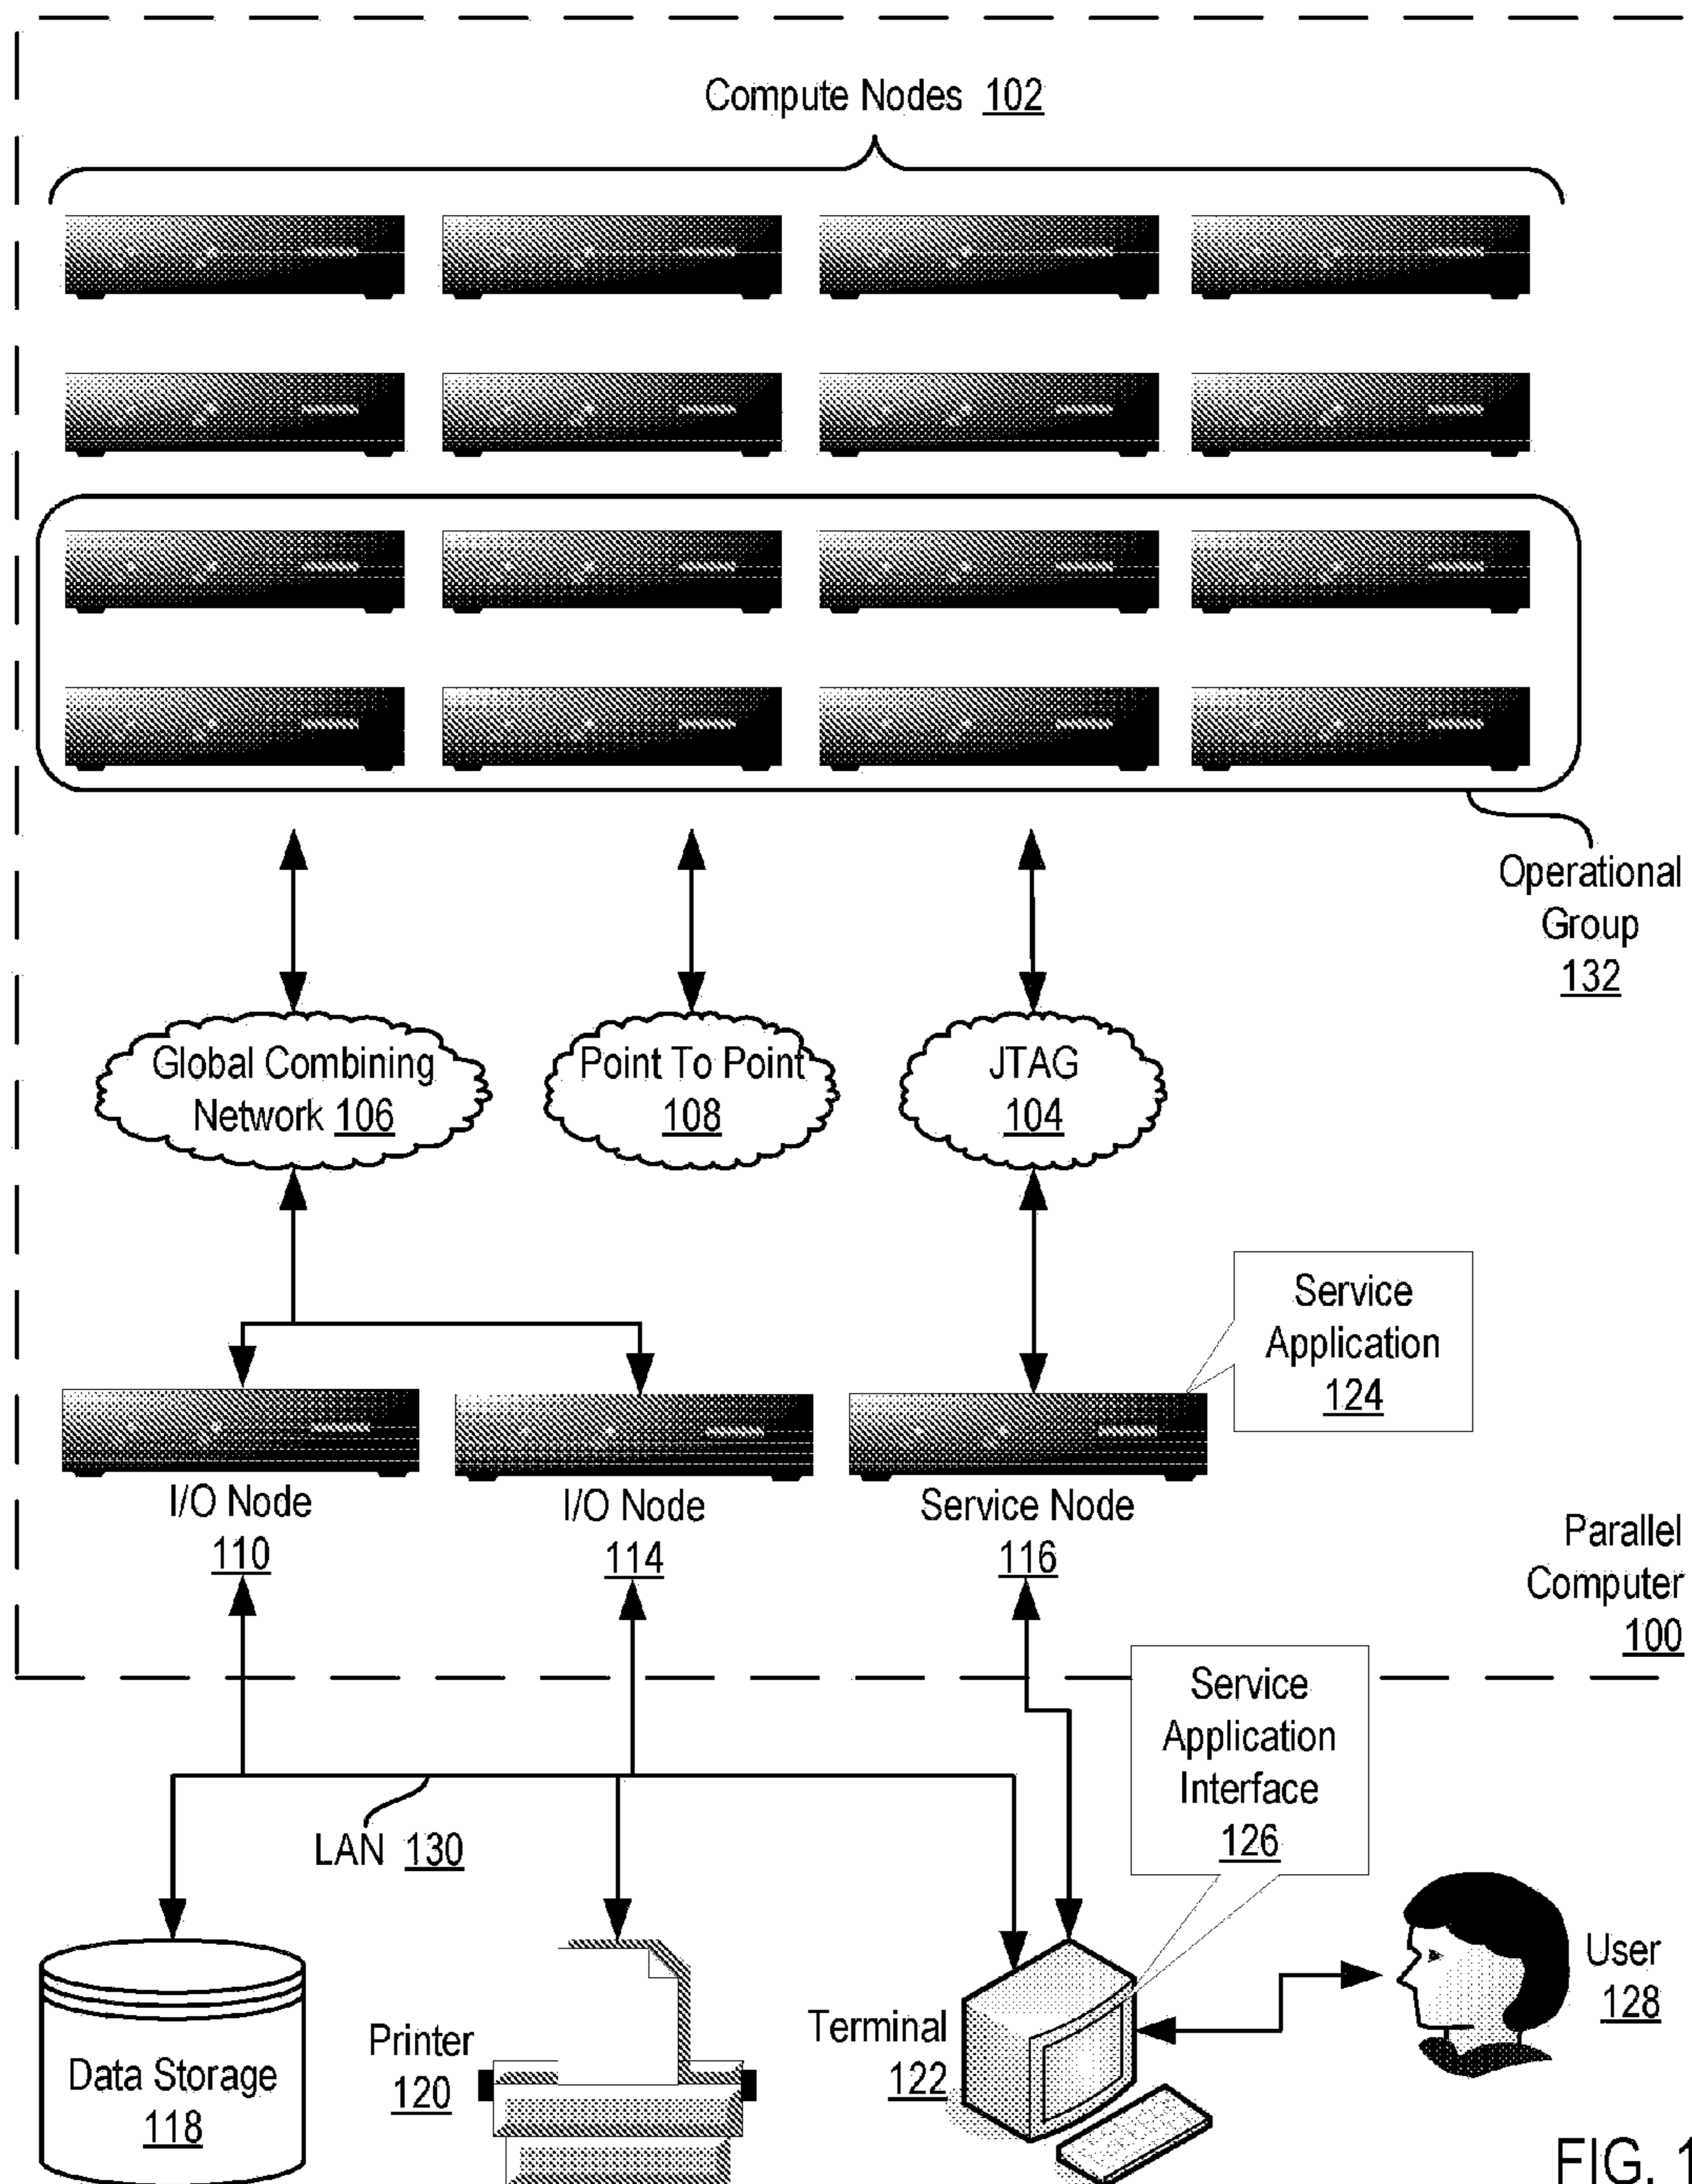 Compute Nodes 102
Operational
Group
132
Global Combining
Network 106
Point To Point
108
JTAG
104
Service
Application
124
I/O Node
110
I/O Node
114
Service Node
116
Parallel
Computer
100
Service
Application
Interface
126
LAN 130
Data Storage
118
Printer
120
Terminal
122
User
128
FIG. 1